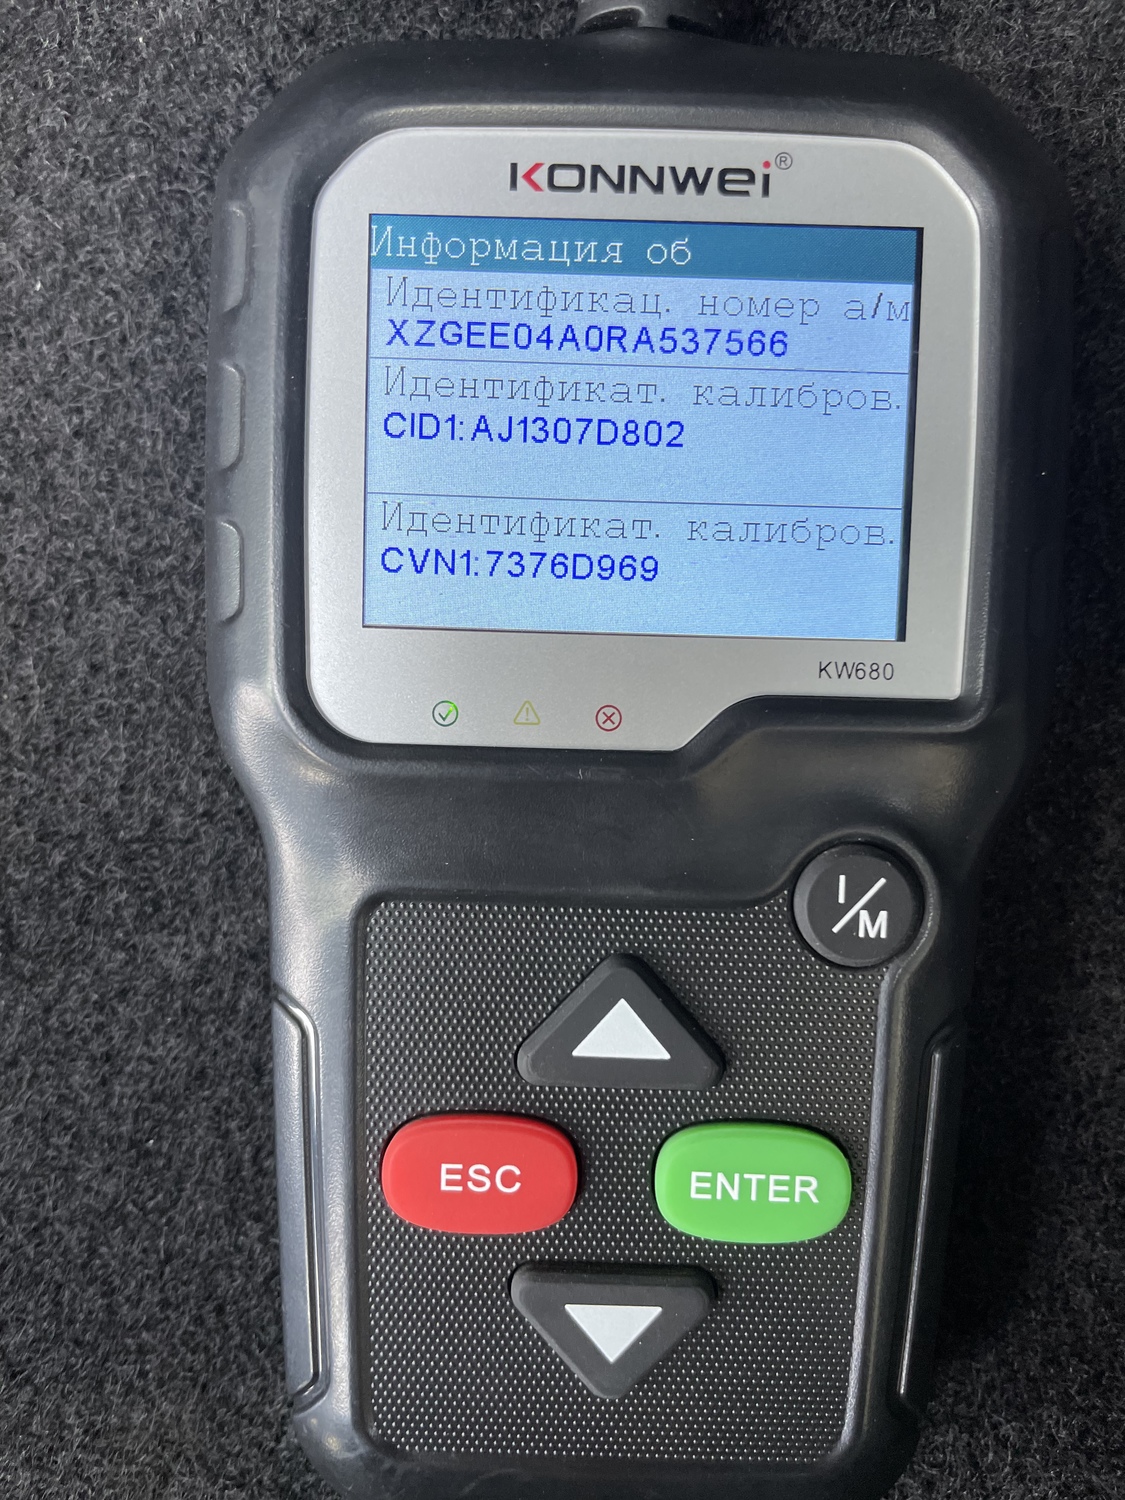 KONNWEI®
Информация об
Идентификац. номер а/м
XZGEE04A0RA537566
Идентификат. калибров.
CID1:AJ1307D802
Идентификат. калибров.
CVN1:7376D969
KW680
I/M
ESC
ENTER